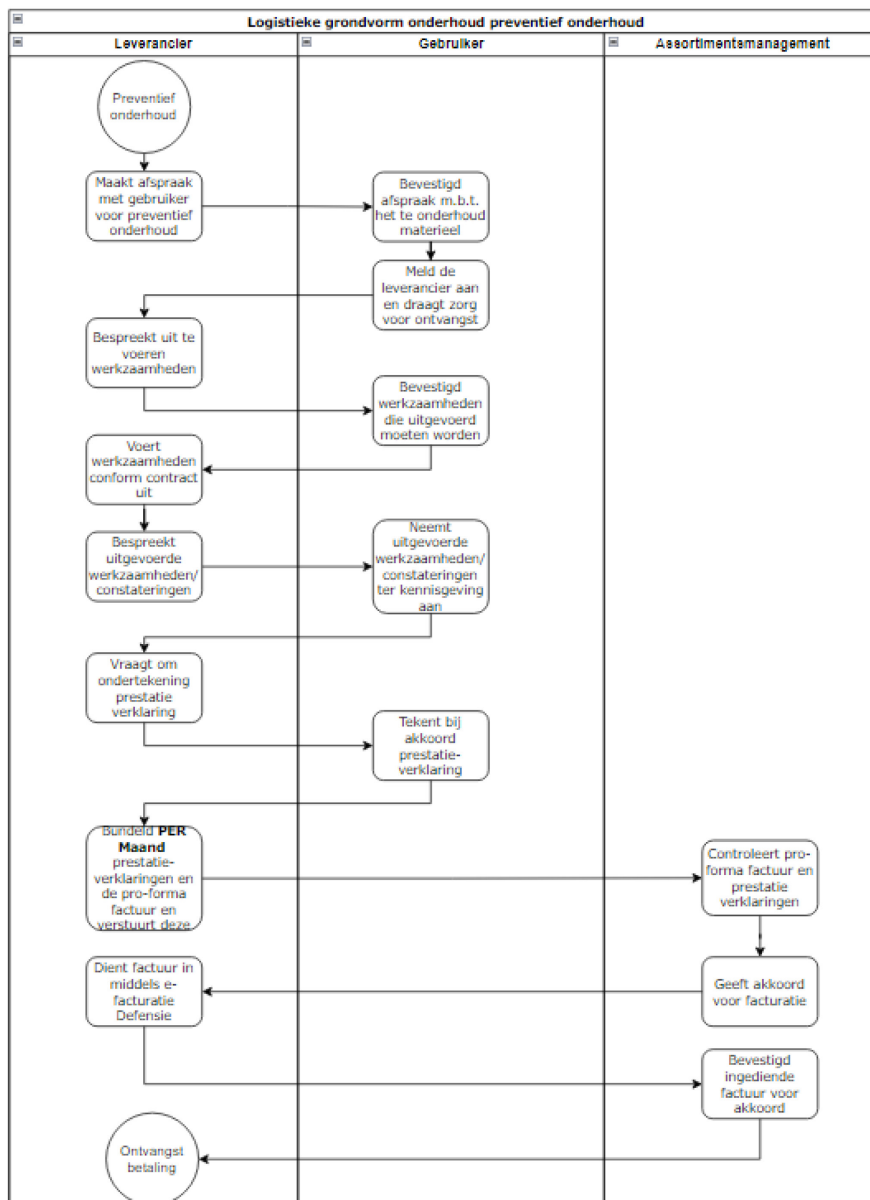 Logistieke grondvorm onderhoud preventief onderhoud
Leverancier
Gebruiker
Assortimentsmanagement
Preventief
onderhoud
Maakt afspraak
met gebruiker
voor preventief
onderhoud
Bevestigd
afspraak m.b.t.
het te onderhoud
materieel
Meld de
leverancier aan
en draagt zorg
voor ontvangst
Bespreekt uit te
voeren
werkzaamheden
Bevestigd
werkzaamheden
die uitgevoerd
moeten worden
Voert
werkzaamheden
conform contract
uit
Bespreekt
uitgevoerde
werkzaamheden/
constateringen
Neemt
uitgevoerde
werkzaamheden/
constateringen
ter kennisgeving
aan
Vraagt om
ondertekening
prestatie
verklaring
Tekent bij
akkoord
prestatie-
verklaring
Bundeld PER
Maand
prestatie-
verklaringen en
de pro-forma
factuur en
verstuurt deze
Controleert pro-
forma factuur en
prestatie
verklaringen
Geeft akkoord
voor facturatie
Dient factuur in
middels e-
facturatie
Defensie
Bevestigd
ingediende
factuur voor
akkoord
Ontvangst
betaling